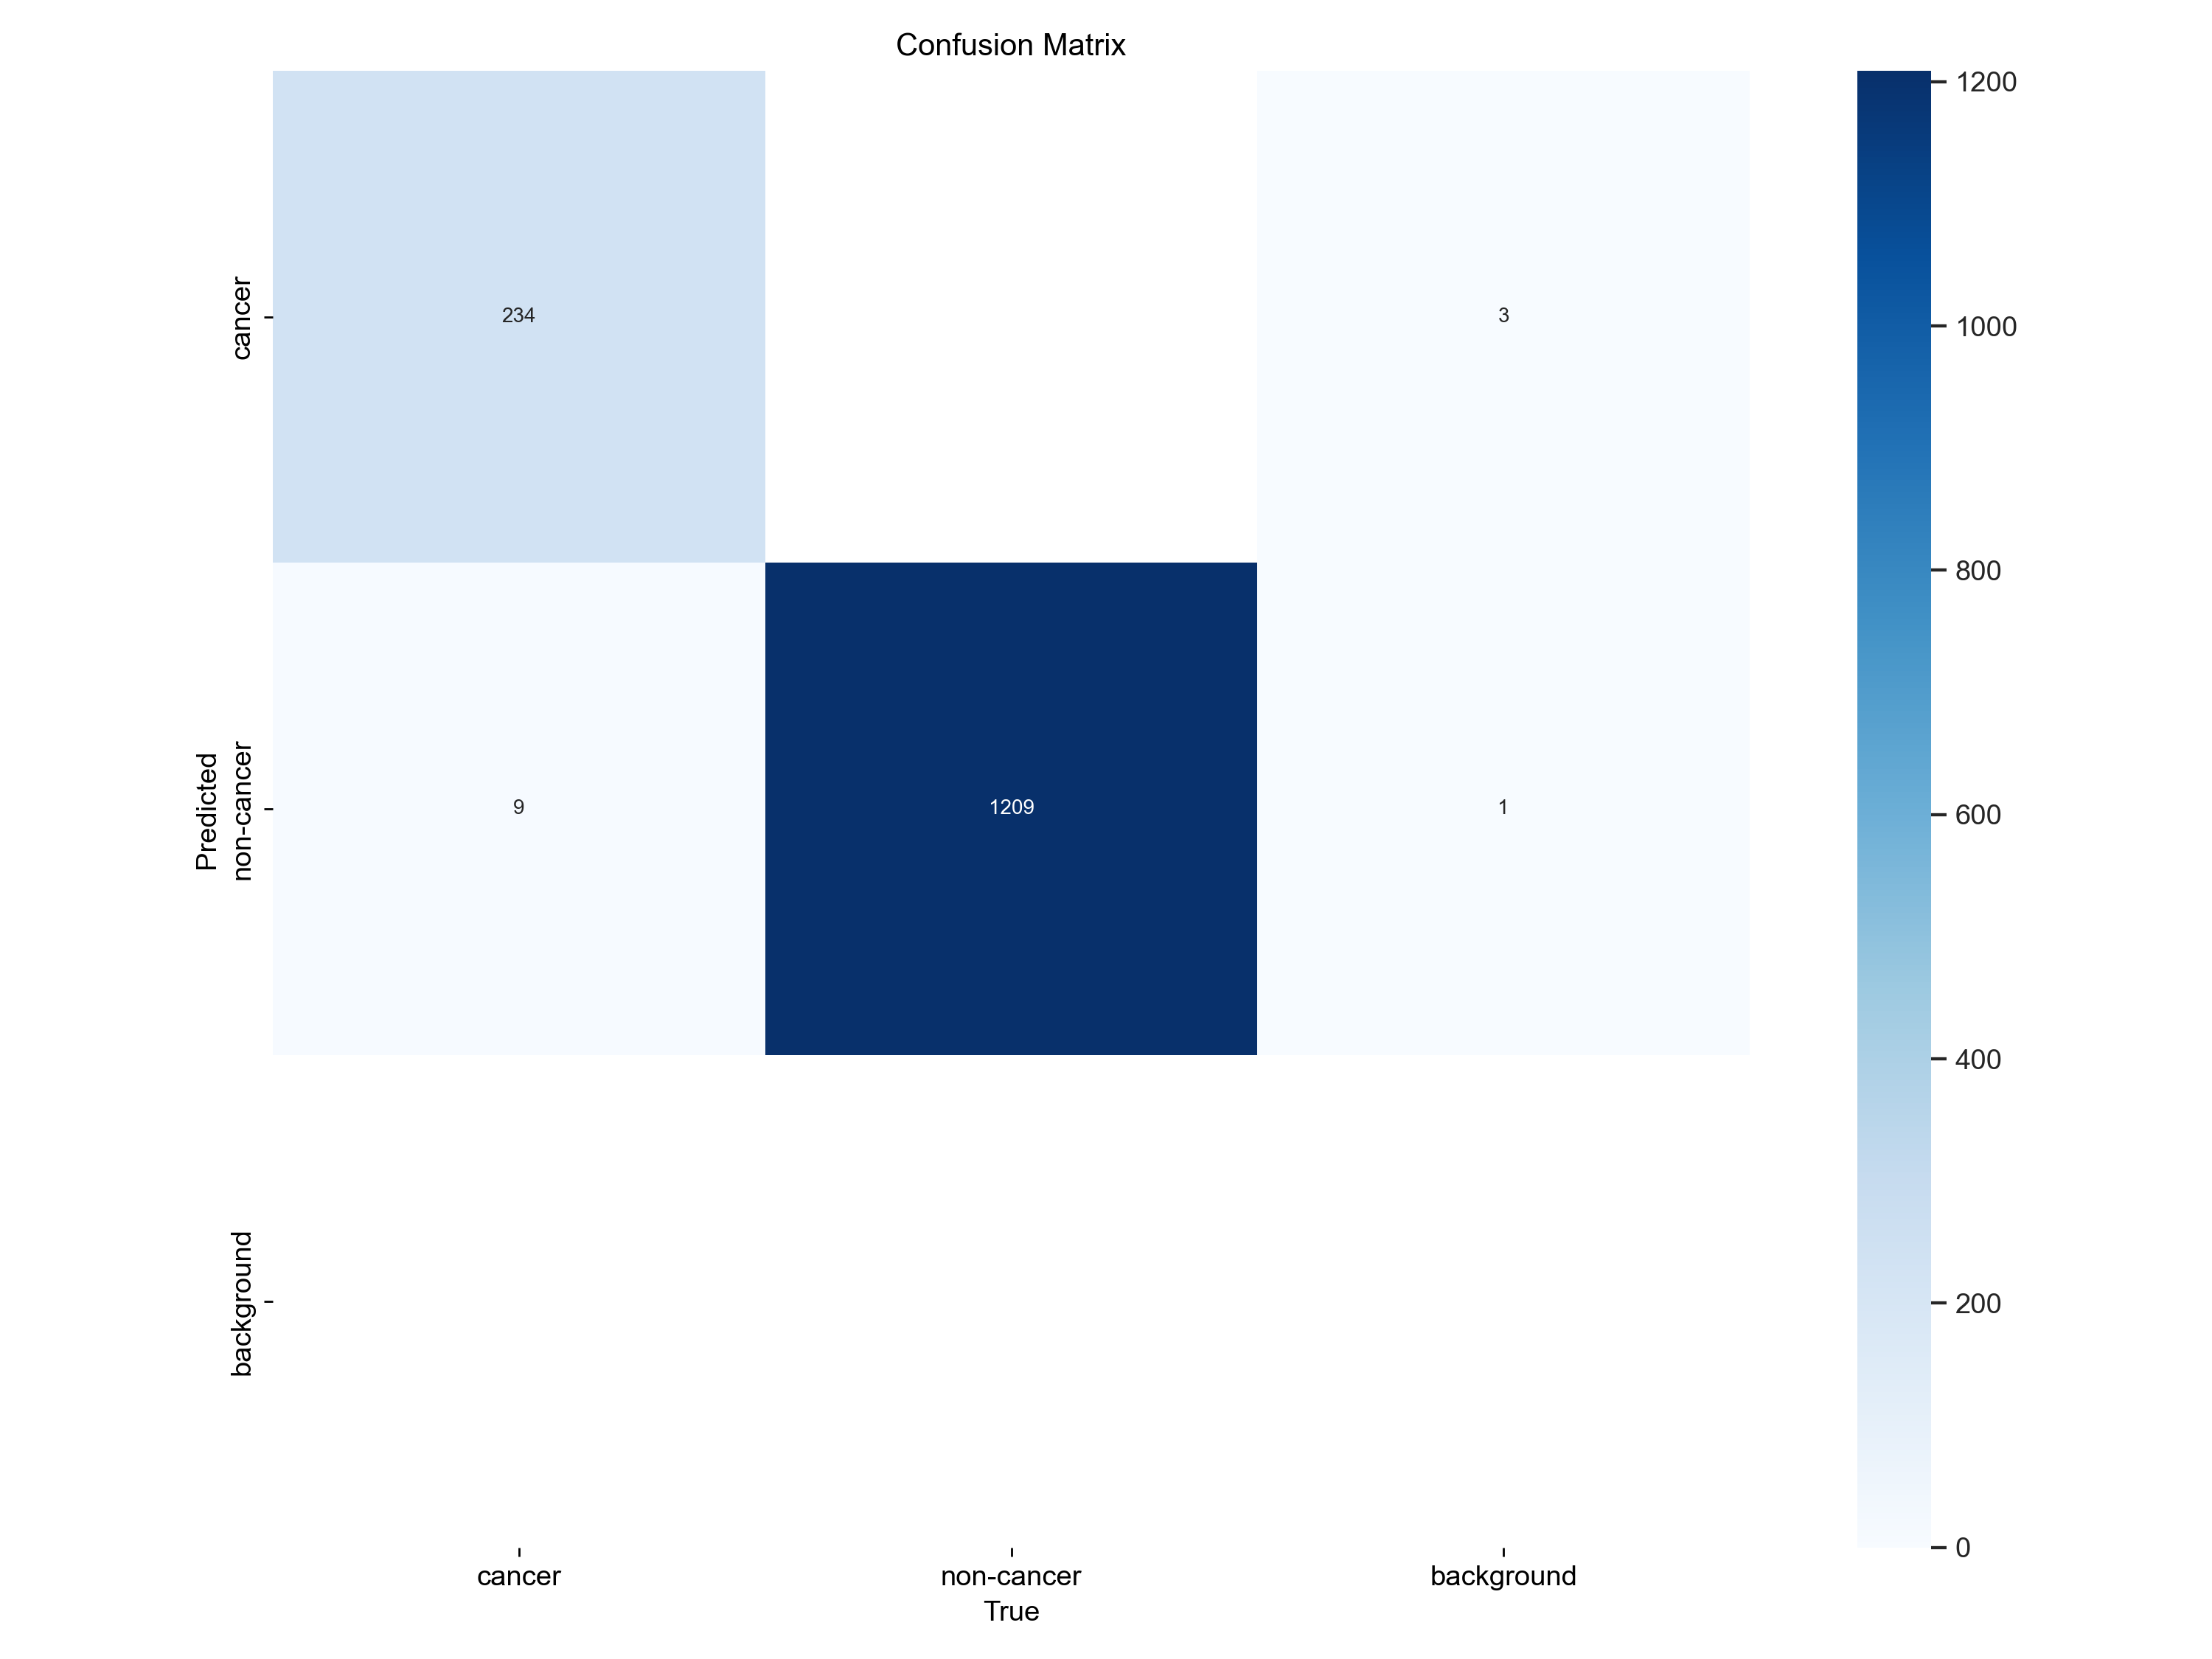 Confusion Matrix
cancer
234
3
Predicted
non-cancer
9
1209
1
background
cancer
non-cancer
background
True
1200
1000
800
600
400
200
0